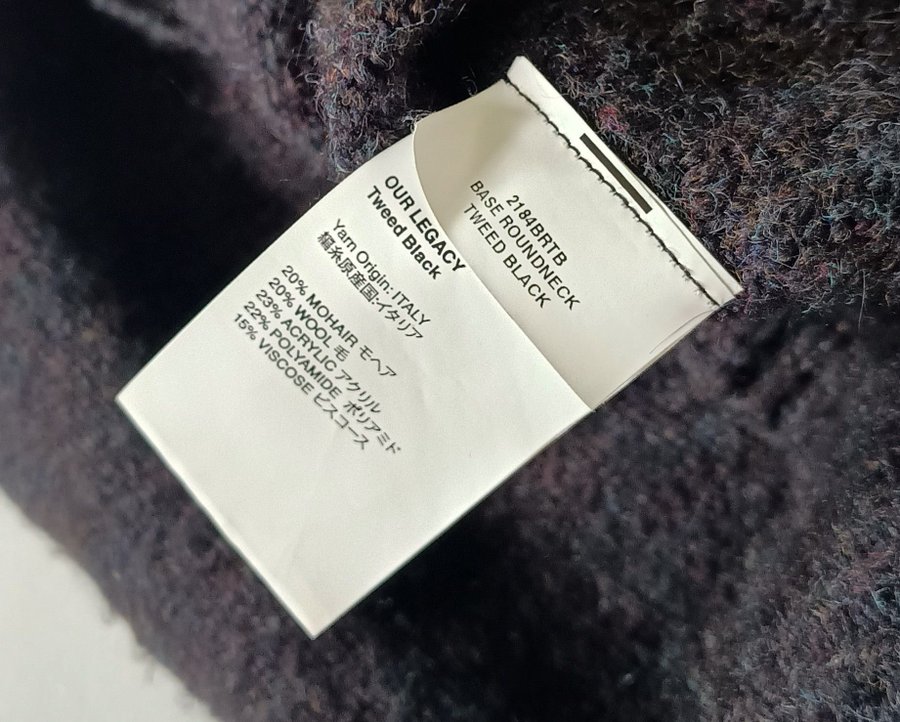 2184BRTB
BASE ROUNDNECK
TWEED BLACK
OUR LEGACY
Tweed Black
Yarn Origin: ITALY
編糸原産国:イタリア
20% MOHAIR モヘア
20% WOOL 毛
23% ACRYLIC アクリル
22% POLYAMIDE ポリアミド
15% VISCOSE ビスコース